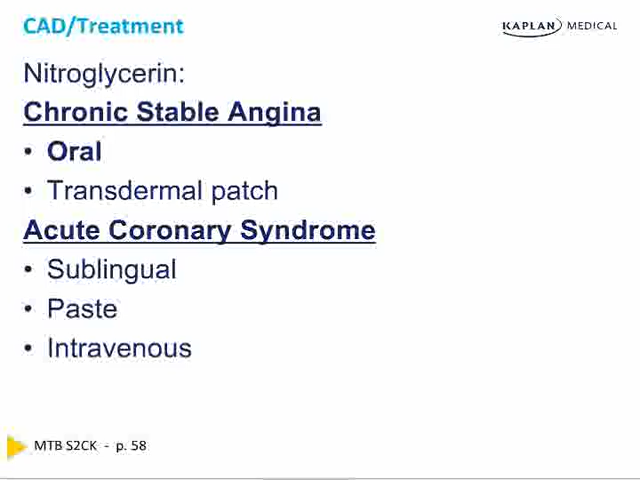 CAD/Treatment
KAPLAN MEDICAL
Nitroglycerin:
Chronic Stable Angina
• Oral
• Transdermal patch
Acute Coronary Syndrome
• Sublingual
• Paste
• Intravenous
MTB S2CK - p. 58